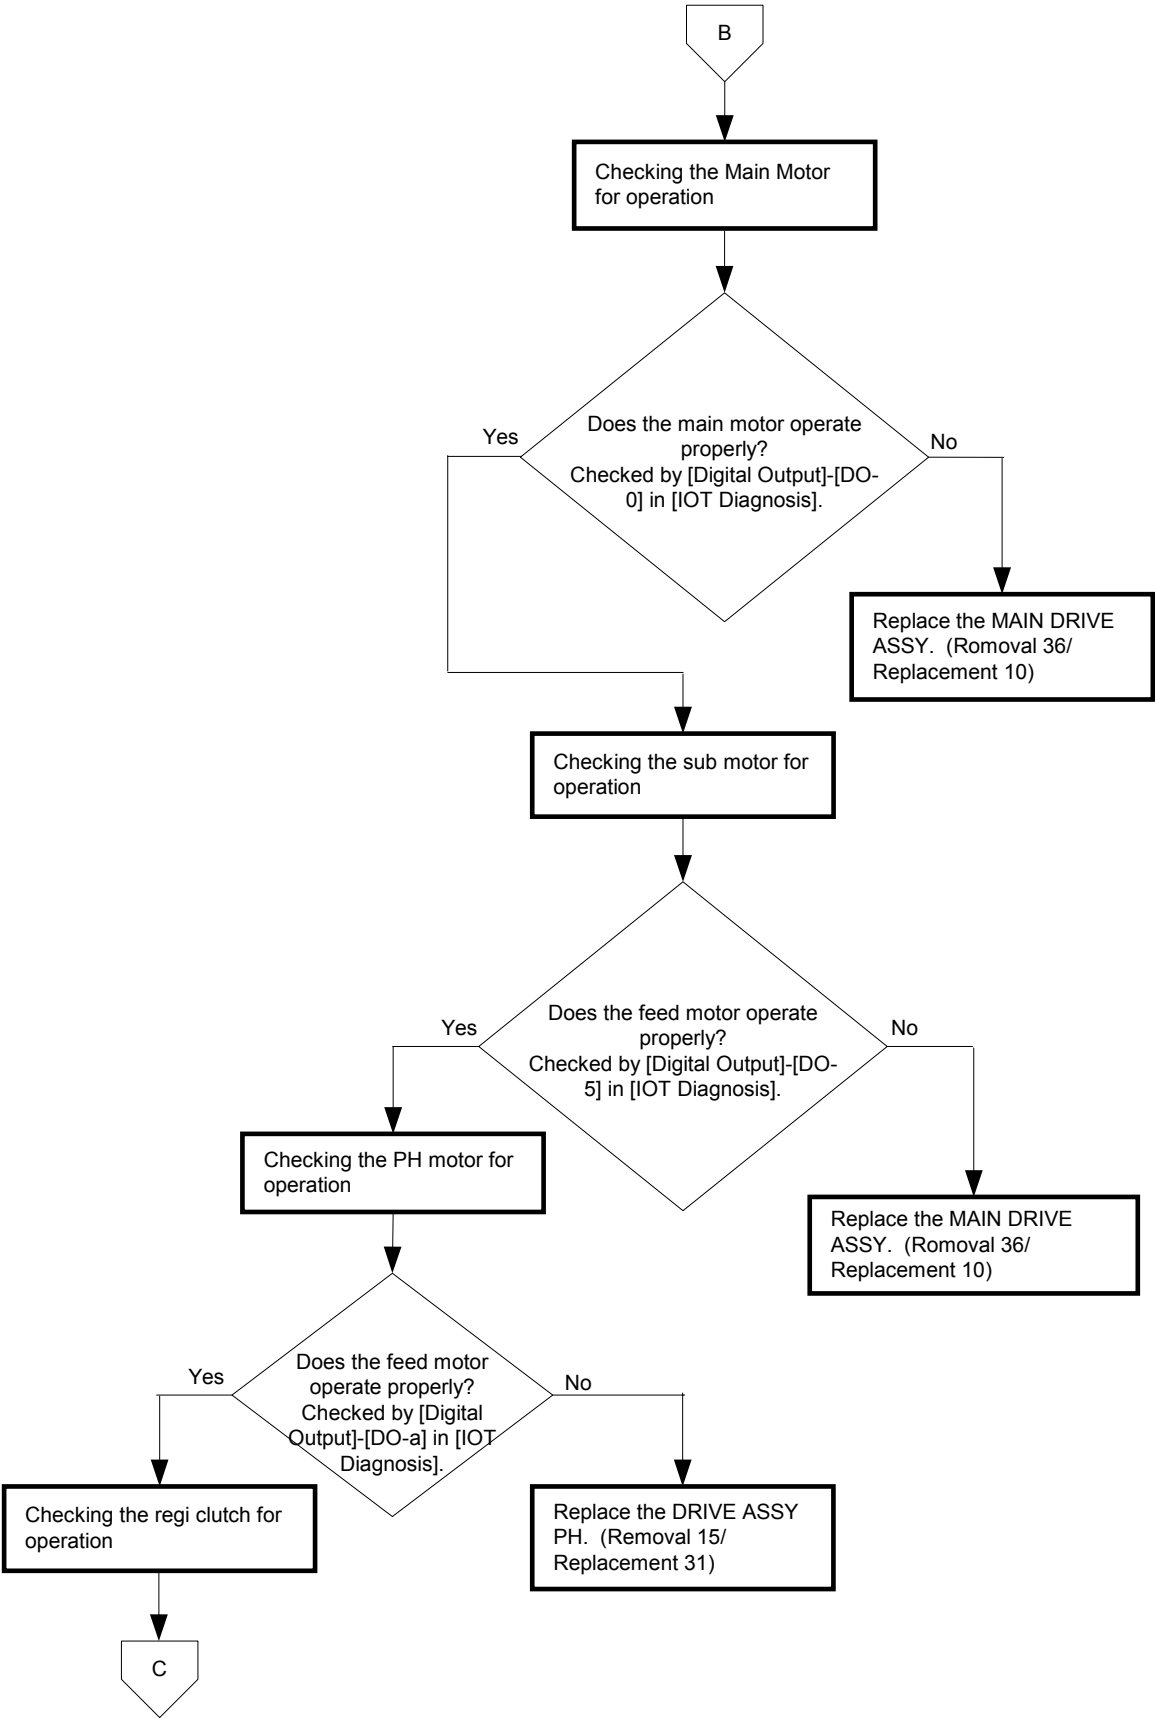 B
Checking the Main Motor
for operation
Does the main motor operate
properly?
Checked by [Digital Output]-[DO-
0] in [IOT Diagnosis].
Yes
No
Replace the MAIN DRIVE
ASSY.  (Romoval 36/
Replacement 10)
Checking the sub motor for
operation
Does the feed motor operate
properly?
Checked by [Digital Output]-[DO-
5] in [IOT Diagnosis].
Yes
No
Checking the PH motor for
operation
Replace the MAIN DRIVE
ASSY.  (Romoval 36/
Replacement 10)
Does the feed motor
operate properly?
Checked by [Digital
Output]-[DO-a] in [IOT
Diagnosis].
Yes
No
Checking the regi clutch for
operation
Replace the DRIVE ASSY
PH.  (Removal 15/
Replacement 31)
C